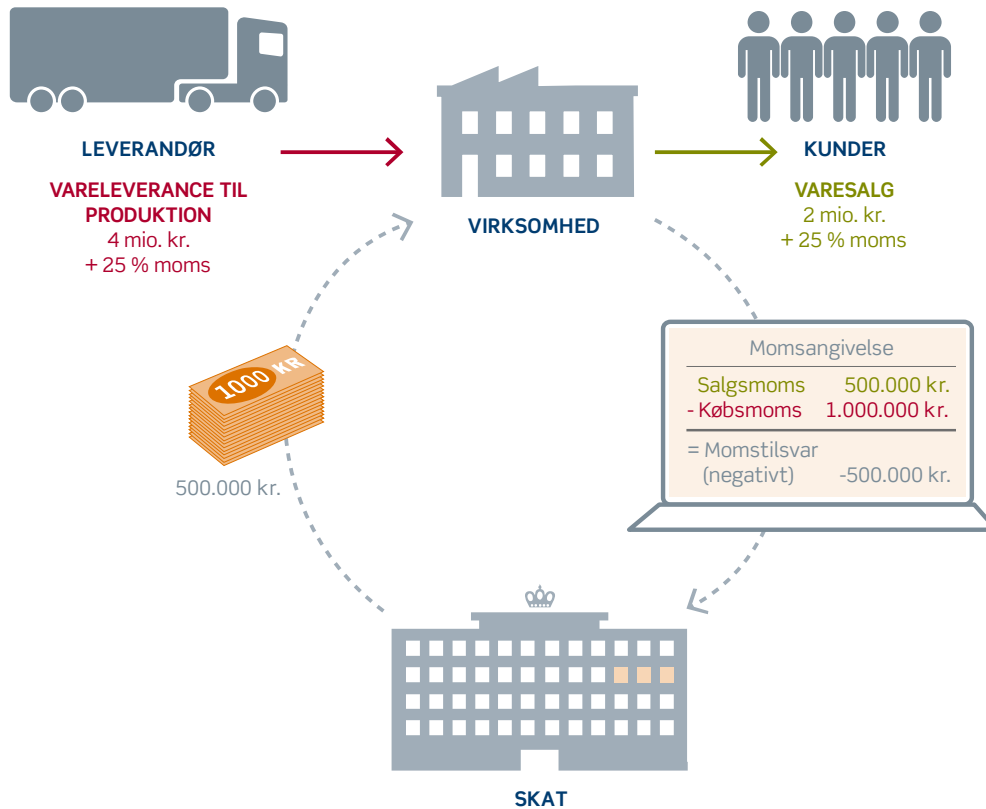 LEVERANDØR
VARELEVERANCE TIL
PRODUKTION
4 mio. kr.
+ 25 % moms
VIRKSOMHED
KUNDER
VARESALG
2 mio. kr.
+ 25 % moms
1000 KR
500.000 kr.
Momsangivelse
Salgsmoms 500.000 kr.
- Købsmoms 1.000.000 kr.
= Momstilsvar
(negativt) -500.000 kr.
SKAT